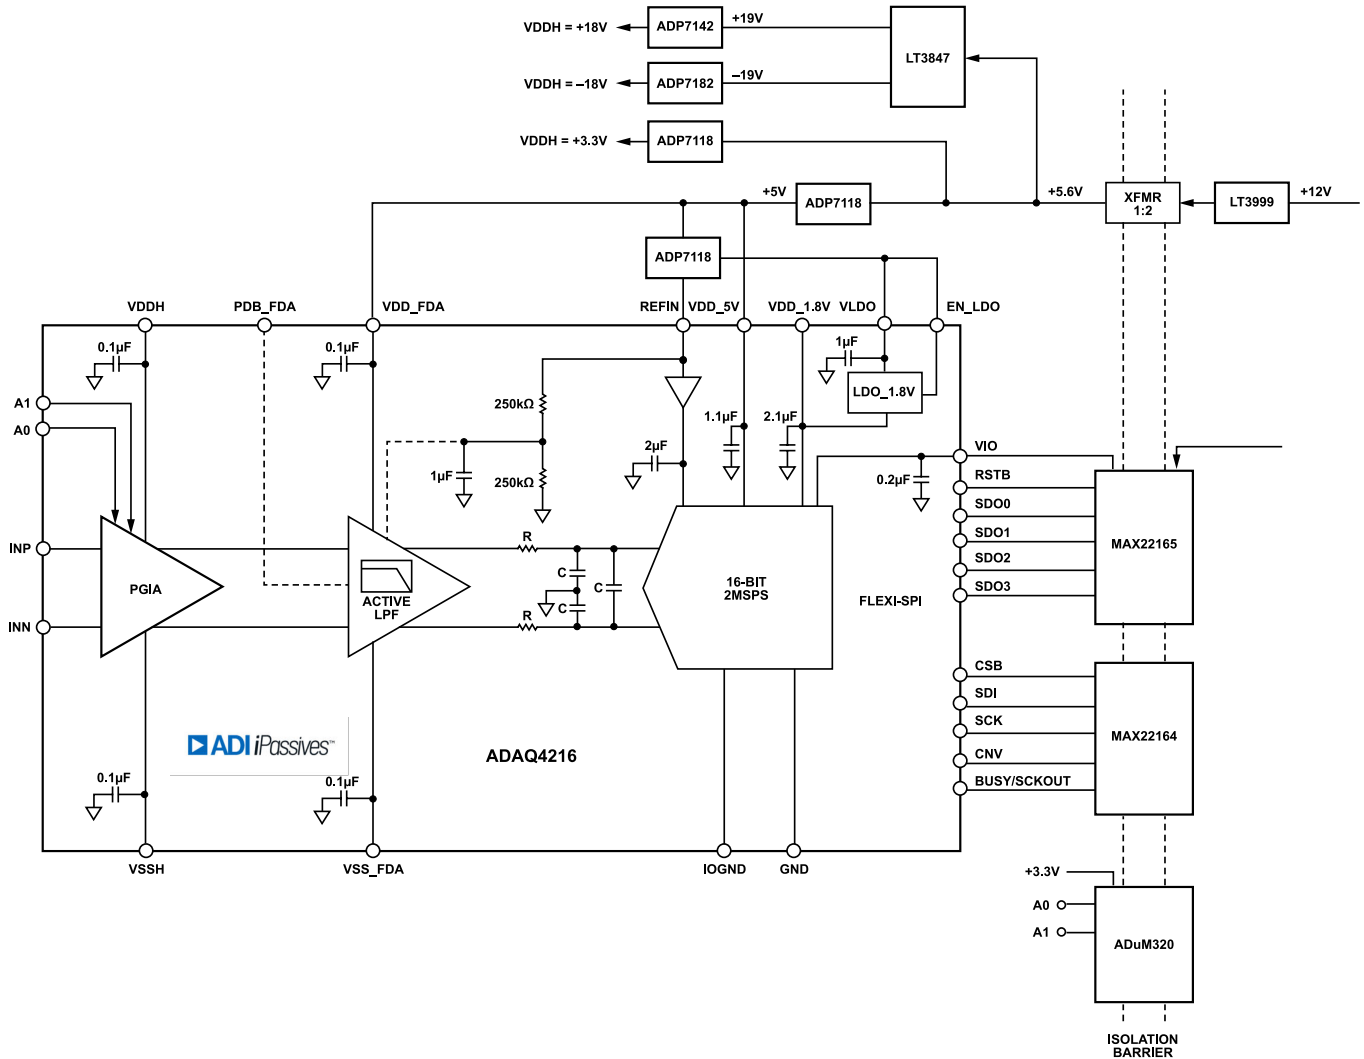 VDDH = +18V
ADP7142
+19V
LT3847
VDDH = –18V
ADP7182
–19V
VDDH = +3.3V
ADP7118
+5V
ADP7118
+5.6V
XFMR
1:2
LT3999
+12V
ADP7118
VDDH
PDB_FDA
VDD_FDA
REFIN
VDD_5V
VDD_1.8V
VLDO
EN_LDO
0.1µF
0.1µF
1µF
LDO_1.8V
A1
A0
250kΩ
1.1µF
2.1µF
2µF
1µF
250kΩ
0.2µF
VIO
RSTB
SDO0
SDO1
SDO2
SDO3
MAX22165
INP
INN
PGIA
ACTIVE
LPF
R
R
C
C
C
16-BIT
2MSPS
FLEXI-SPI
CSB
SDI
SCK
CNV
BUSY/SCKOUT
MAX22164
ADI iPassives™
ADAQ4216
0.1µF
0.1µF
VSSH
VSS_FDA
IOGND
GND
+3.3V
A0
A1
ADuM320
ISOLATION
BARRIER